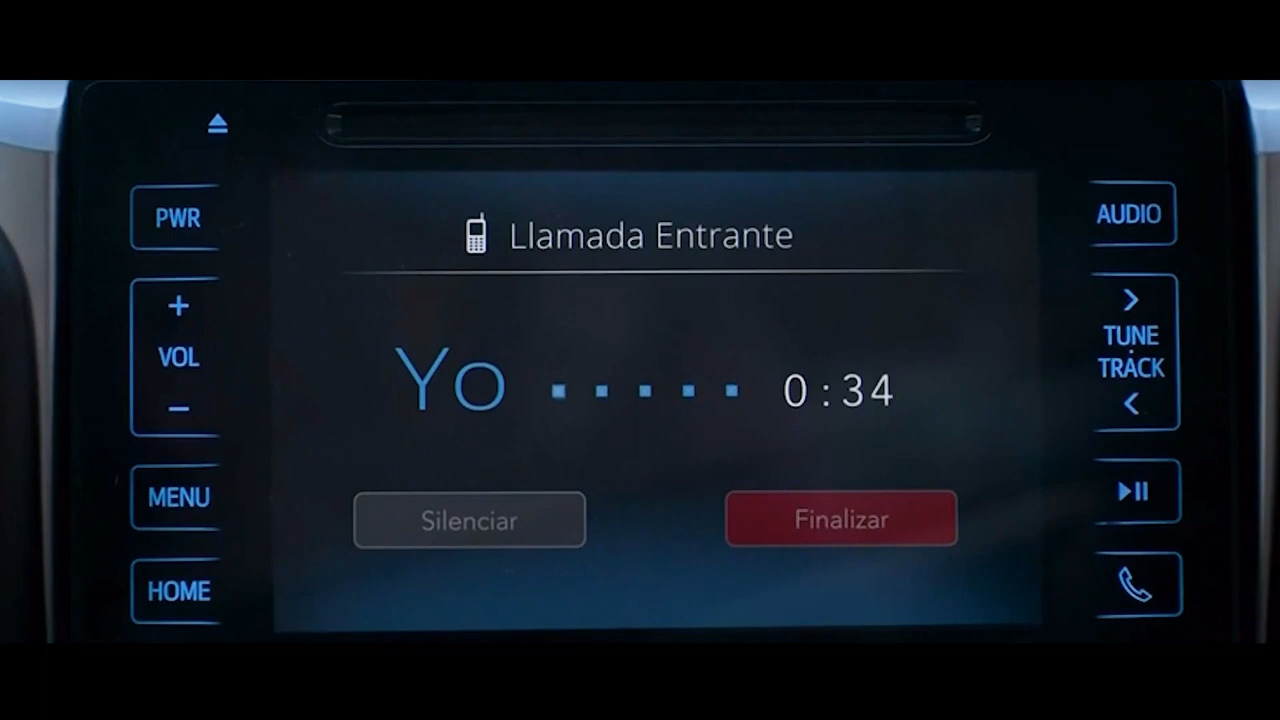 PWR
+
VOL
–
MENU
HOME
Llamada Entrante
Yo ..... 0:34
Silenciar
Finalizar
AUDIO
>
TUNE
·
TRACK
<